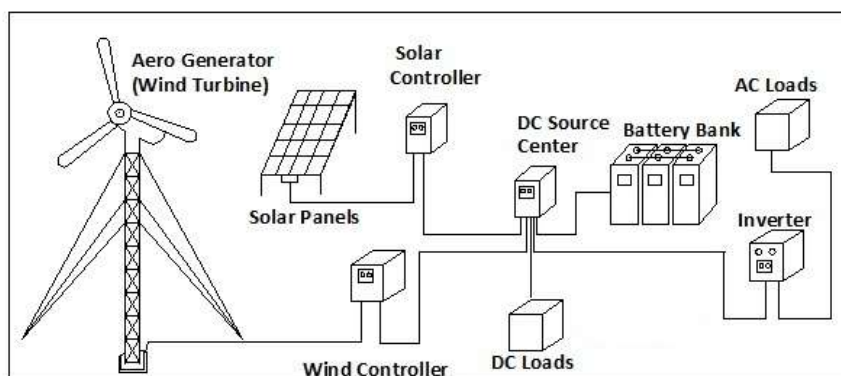 Aero Generator
(Wind Turbine)
Solar
Controller
Solar Panels
DC Source
Center
Battery Bank
AC Loads
Inverter
Wind Controller
DC Loads